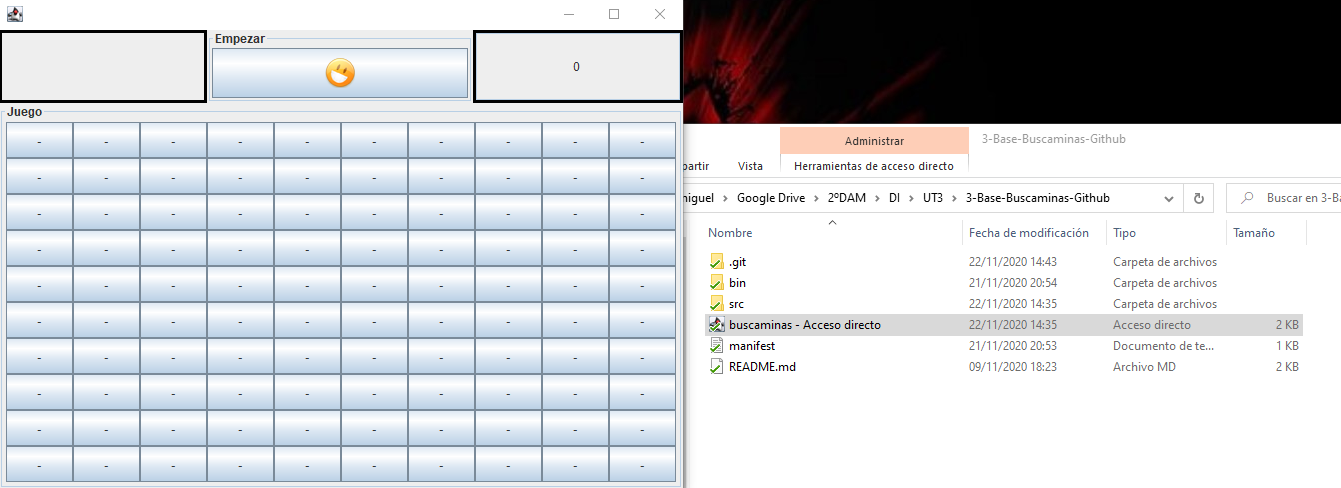 Empezar
0
Juego
- - - - - - - - - -
- - - - - - - - - -
- - - - - - - - - -
- - - - - - - - - -
- - - - - - - - - -
- - - - - - - - - -
- - - - - - - - - -
- - - - - - - - - -
- - - - - - - - - -
- - - - - - - - - -
Administrar 3-Base-Buscaminas-Github
partir Vista Herramientas de acceso directo
niguel > Google Drive > 2ºDAM > DI > UT3 > 3-Base-Buscaminas-Github Buscar en 3-Ba
Nombre Fecha de modificación Tipo Tamaño
.git 22/11/2020 14:43 Carpeta de archivos
bin 21/11/2020 20:54 Carpeta de archivos
src 22/11/2020 14:35 Carpeta de archivos
buscaminas - Acceso directo 22/11/2020 14:35 Acceso directo 2 KB
manifest 21/11/2020 20:53 Documento de te... 1 KB
README.md 09/11/2020 18:23 Archivo MD 2 KB